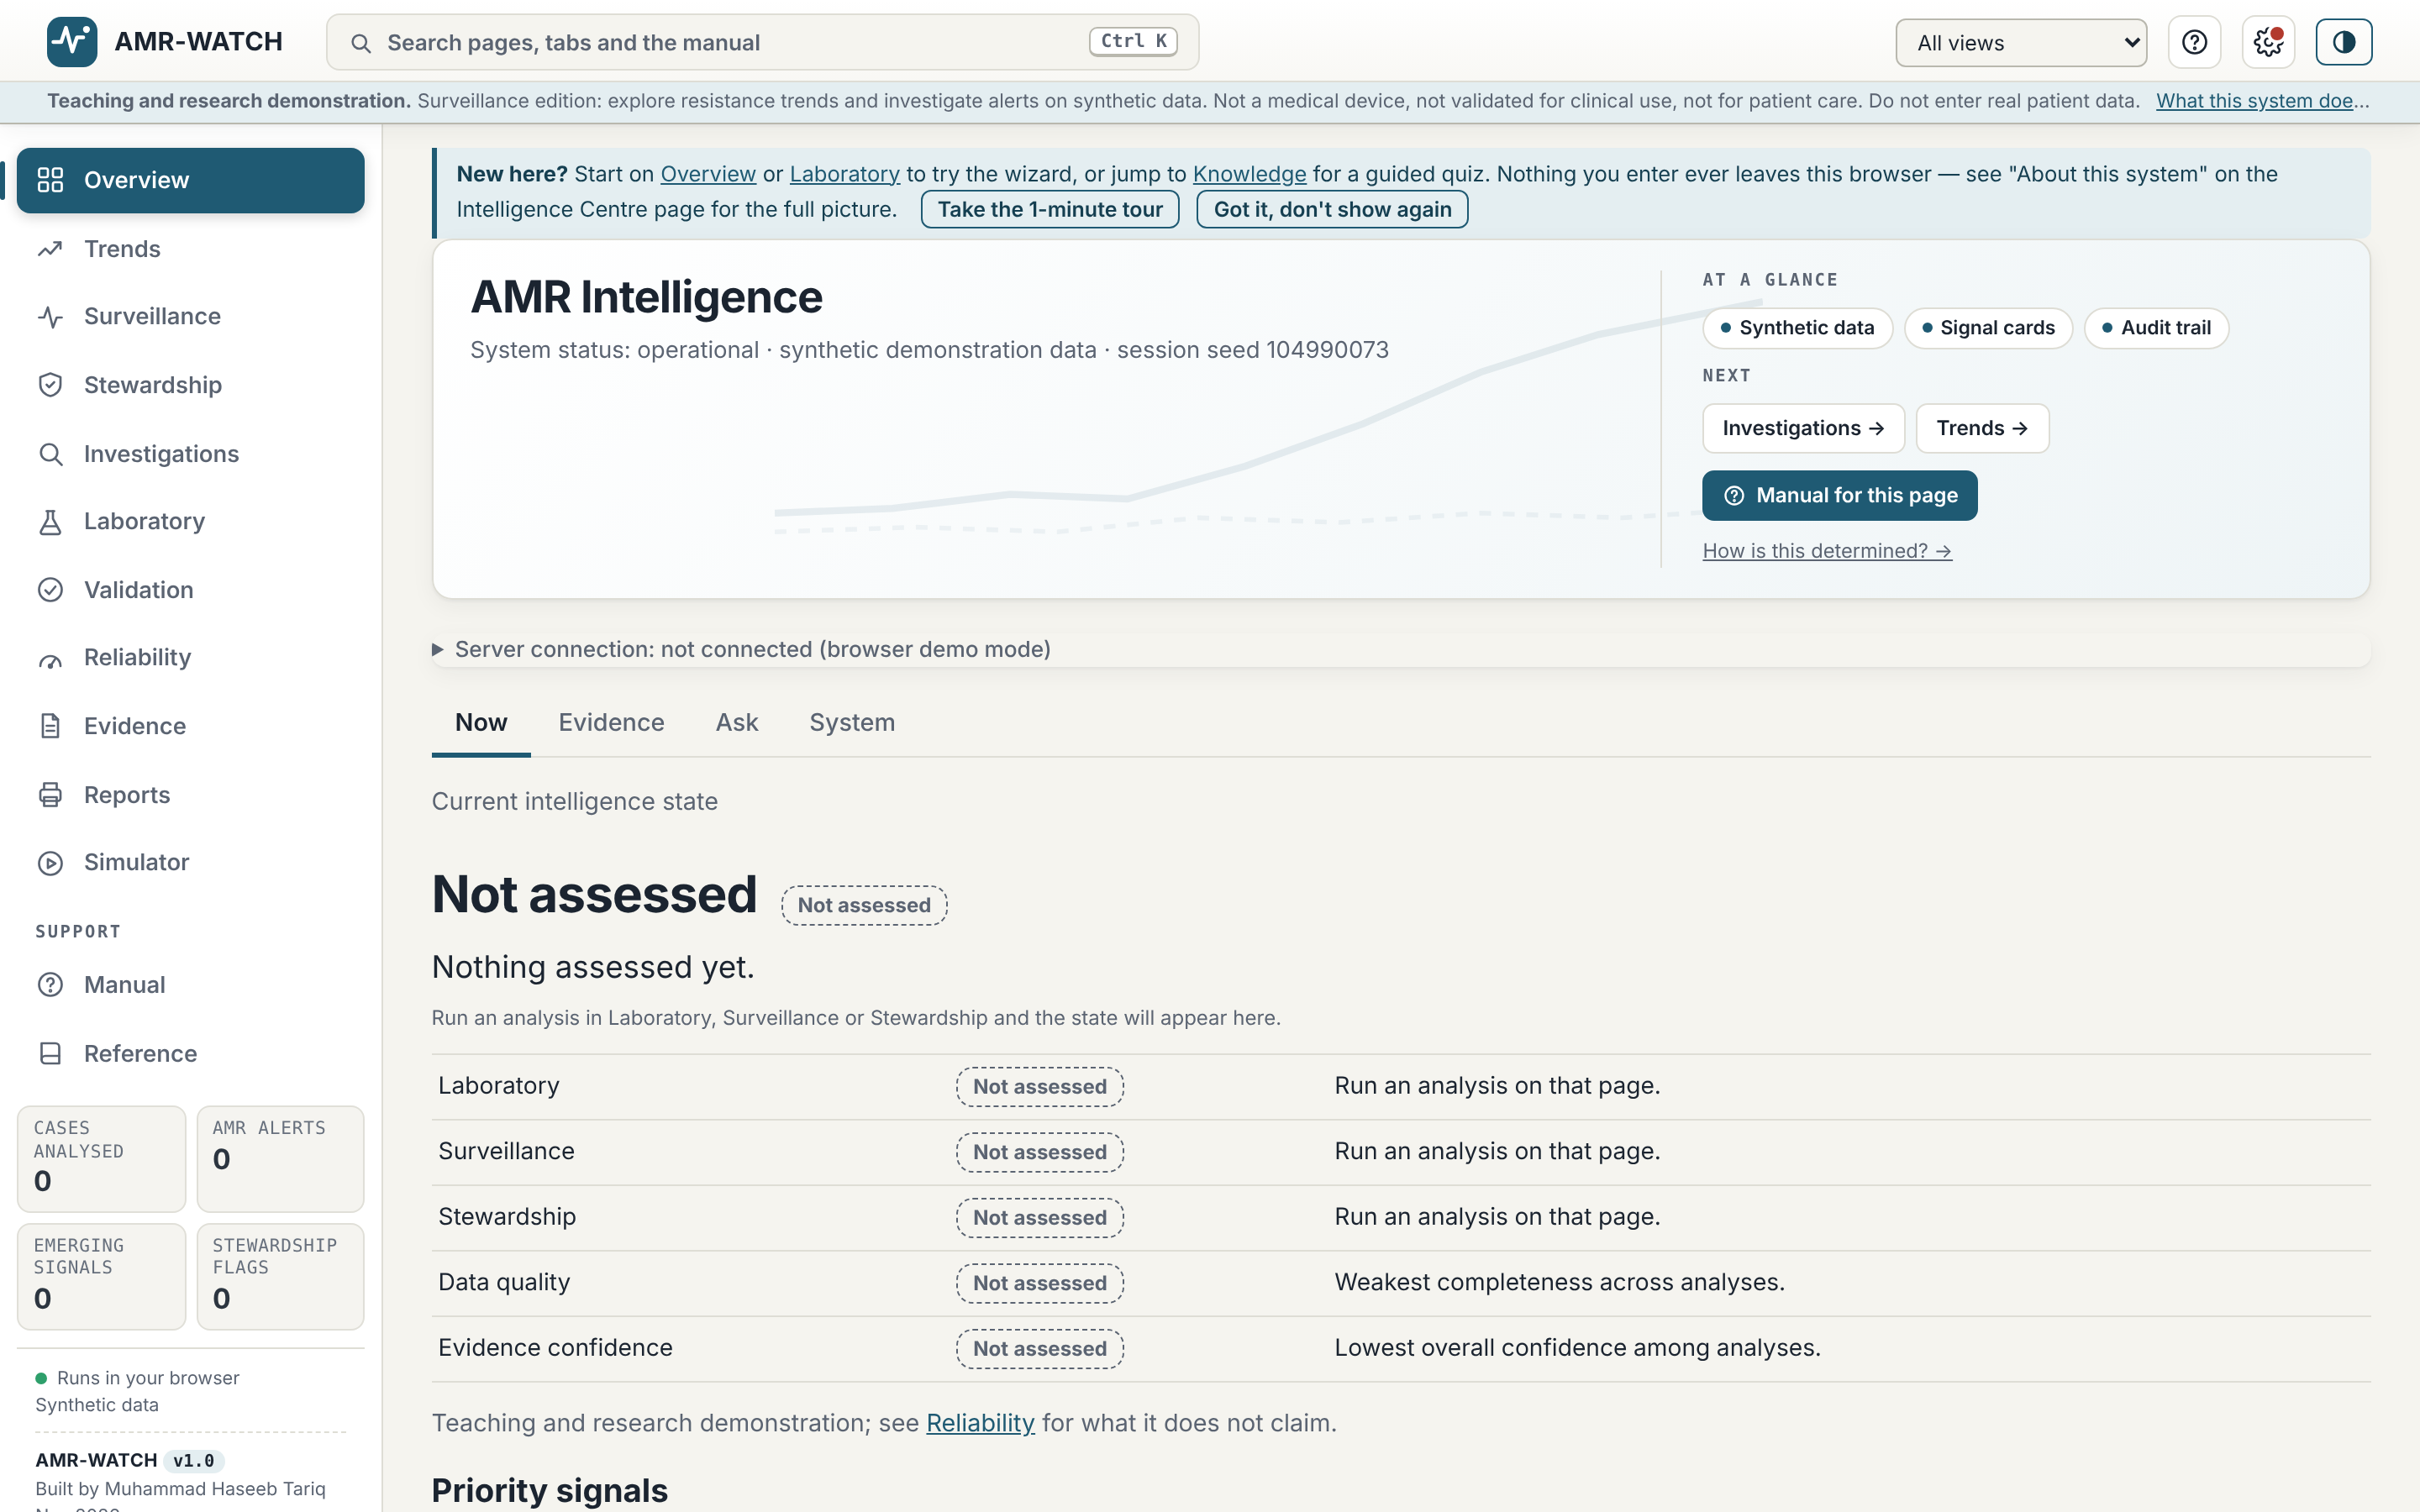 AMR-WATCH
Search pages, tabs and the manual
Ctrl K
All views
Teaching and research demonstration. Surveillance edition: explore resistance trends and investigate alerts on synthetic data. Not a medical device, not validated for clinical use, not for patient care. Do not enter real patient data. What this system doe...
Overview
Trends
Surveillance
Stewardship
Investigations
Laboratory
Validation
Reliability
Evidence
Reports
Simulator
SUPPORT
Manual
Reference
CASES
ANALYSED
0
AMR ALERTS
0
EMERGING
SIGNALS
0
STEWARDSHIP
FLAGS
0
Runs in your browser
Synthetic data
AMR-WATCH v1.0
Built by Muhammad Haseeb Tariq
New here? Start on Overview or Laboratory to try the wizard, or jump to Knowledge for a guided quiz. Nothing you enter ever leaves this browser — see "About this system" on the
Intelligence Centre page for the full picture. Take the 1-minute tour Got it, don't show again
AMR Intelligence
System status: operational · synthetic demonstration data · session seed 104990073
AT A GLANCE
Synthetic data Signal cards Audit trail
NEXT
Investigations → Trends →
Manual for this page
How is this determined? →
Server connection: not connected (browser demo mode)
Now Evidence Ask System
Current intelligence state
Not assessed Not assessed
Nothing assessed yet.
Run an analysis in Laboratory, Surveillance or Stewardship and the state will appear here.
Laboratory Not assessed Run an analysis on that page.
Surveillance Not assessed Run an analysis on that page.
Stewardship Not assessed Run an analysis on that page.
Data quality Not assessed Weakest completeness across analyses.
Evidence confidence Not assessed Lowest overall confidence among analyses.
Teaching and research demonstration; see Reliability for what it does not claim.
Priority signals